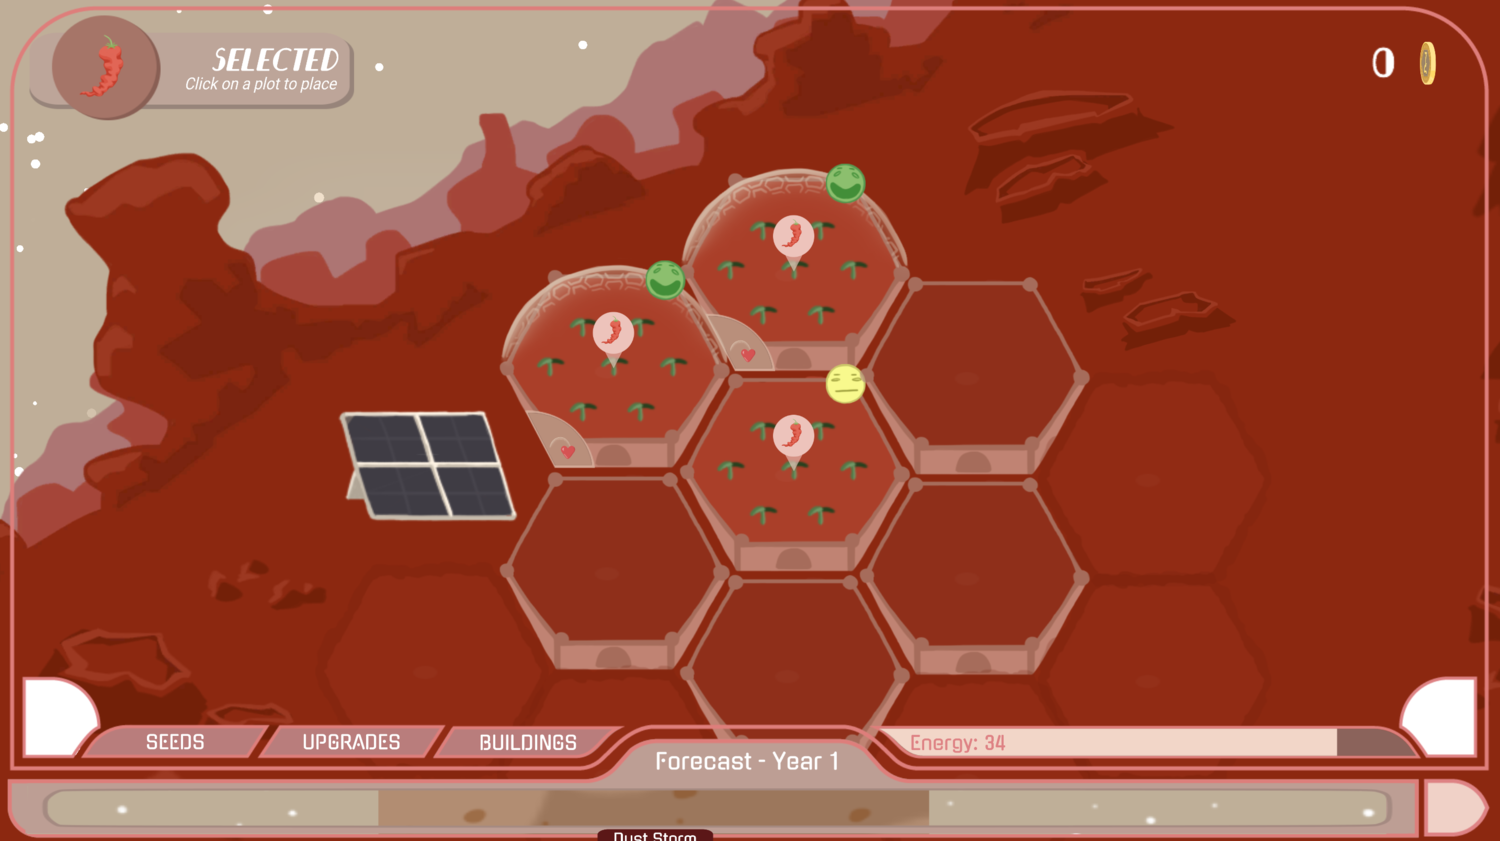 SELECTED
Click on a plot to place
0
SEEDS
UPGRADES
BUILDINGS
Energy: 34
Forecast - Year 1
Dust Storm